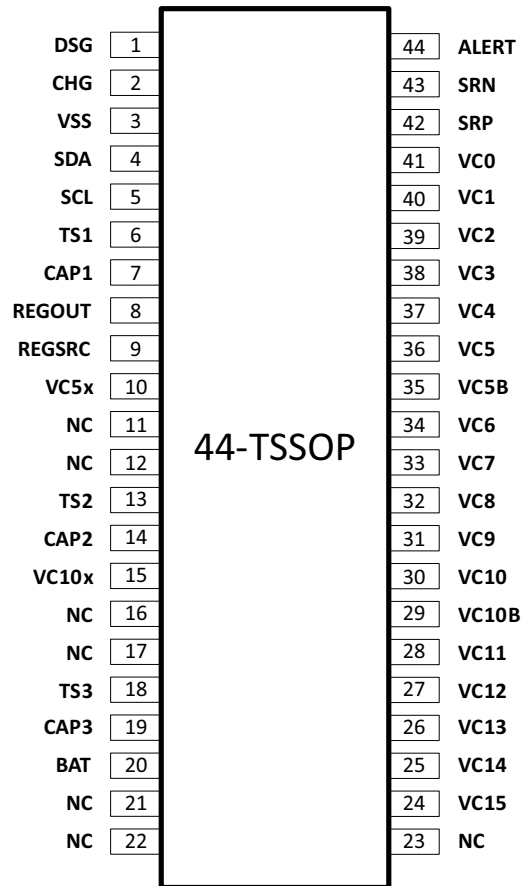 DSG 1 44 ALERT
CHG 2 43 SRN
VSS 3 42 SRP
SDA 4 41 VC0
SCL 5 40 VC1
TS1 6 39 VC2
CAP1 7 38 VC3
REGOUT 8 37 VC4
REGSRC 9 36 VC5
VC5x 10 35 VC5B
NC 11 34 VC6
44-TSSOP
NC 12 33 VC7
TS2 13 32 VC8
CAP2 14 31 VC9
VC10x 15 30 VC10
NC 16 29 VC10B
NC 17 28 VC11
TS3 18 27 VC12
CAP3 19 26 VC13
BAT 20 25 VC14
NC 21 24 VC15
NC 22 23 NC